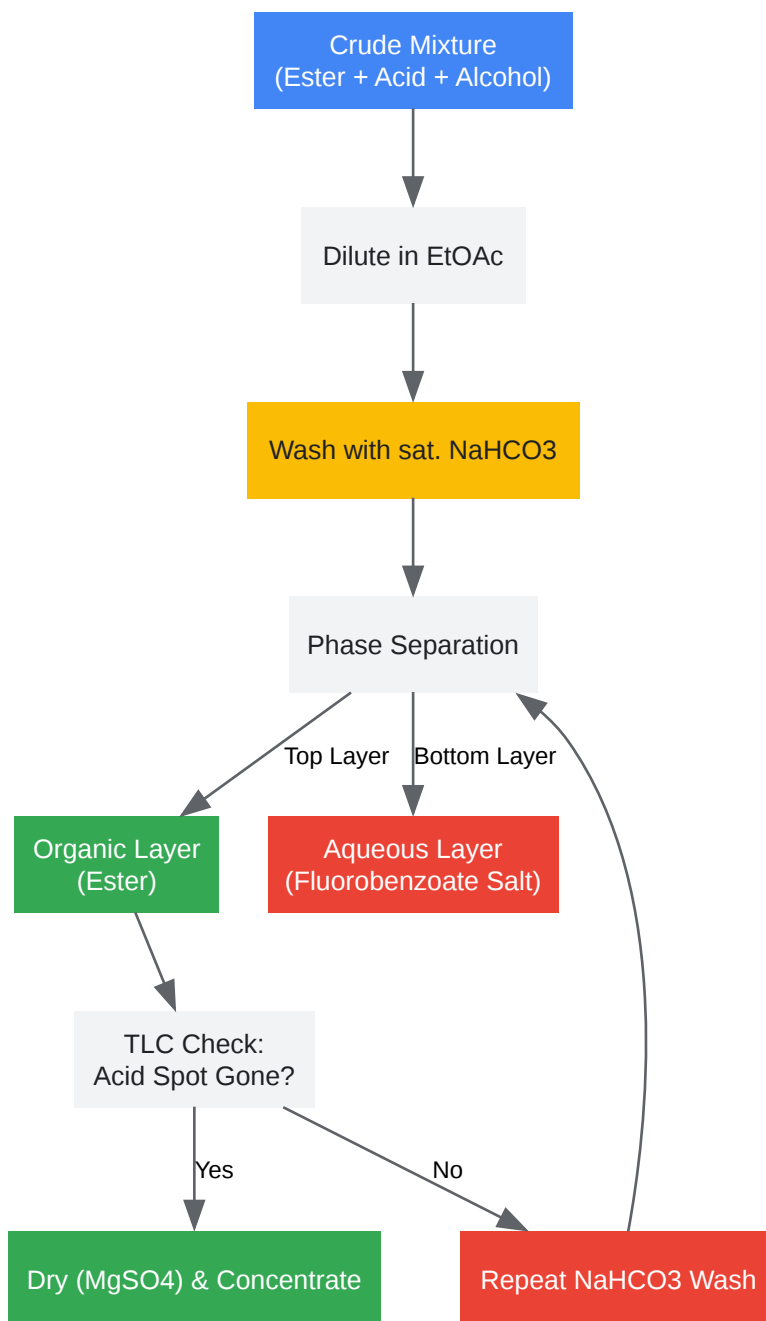 Crude Mixture
(Ester + Acid + Alcohol)
Dilute in EtOAc
Wash with sat. NaHCO3
Phase Separation
Top Layer
Bottom Layer
Organic Layer
(Ester)
Aqueous Layer
(Fluorobenzoate Salt)
TLC Check:
Acid Spot Gone?
Yes
No
Dry (MgSO4) & Concentrate
Repeat NaHCO3 Wash